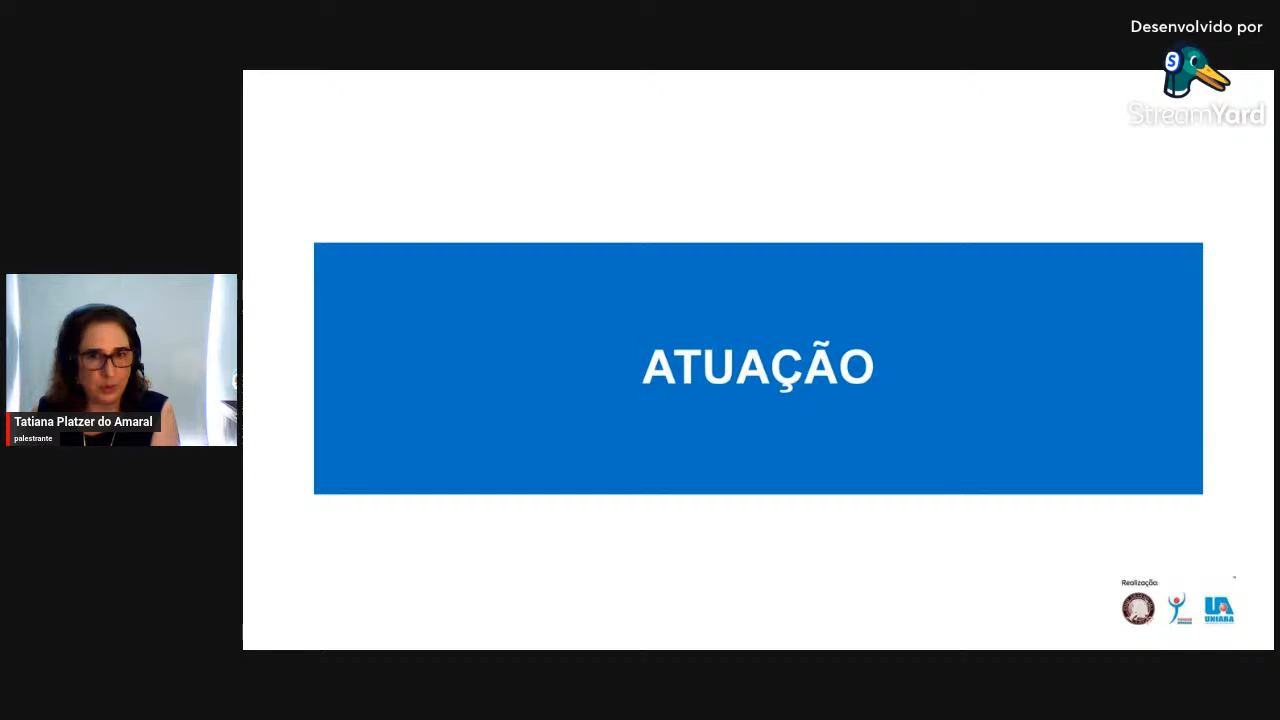 Desenvolvido por
StreamYard
ATUAÇÃO
Tatiana Platzer do Amaral
palestrante
Realização:
UNIARA